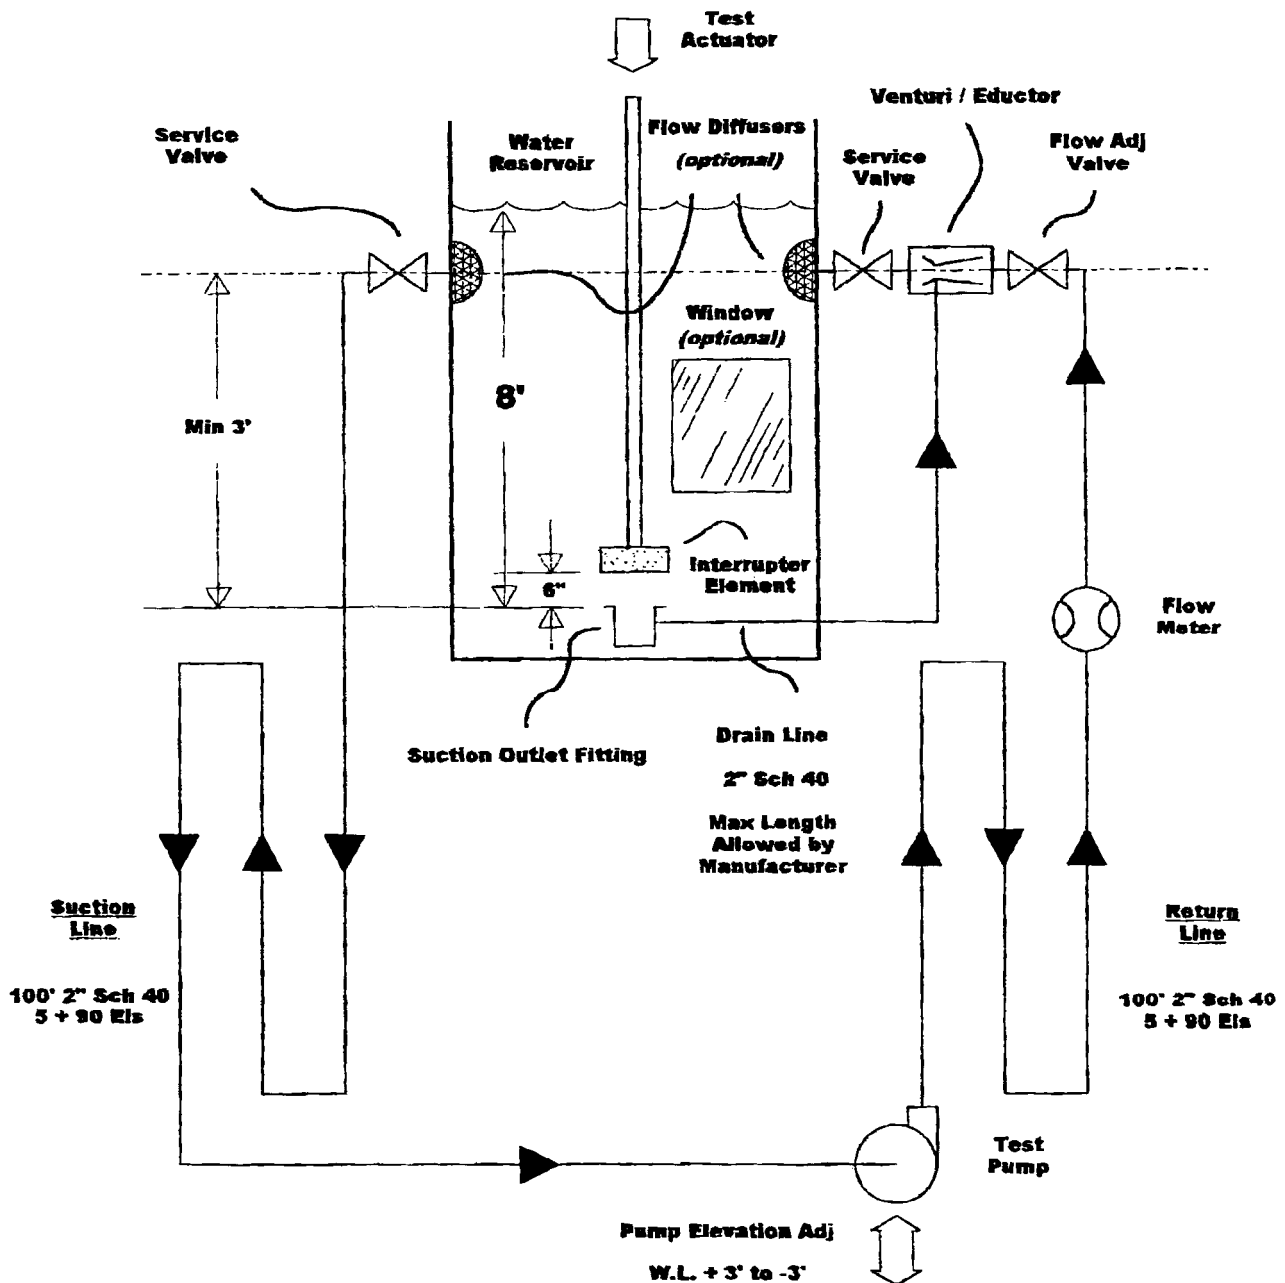 Test
Actuator
Venturi / Eductor
Service
Valve
Water
Reservoir
Flow Diffusers
(optional)
Service
Valve
Flow Adj
Valve
Window
(optional)
8'
Min 3'
6"
Interrupter
Element
Flow
Meter
Suction Outlet Fitting
Drain Line
2" Sch 40
Max Length
Allowed by
Manufacturer
Suction
Line
100' 2" Sch 40
5 + 90 Els
Return
Line
100' 2" Sch 40
5 + 90 Els
Test
Pump
Pump Elevation Adj
W.L. + 3' to -3'